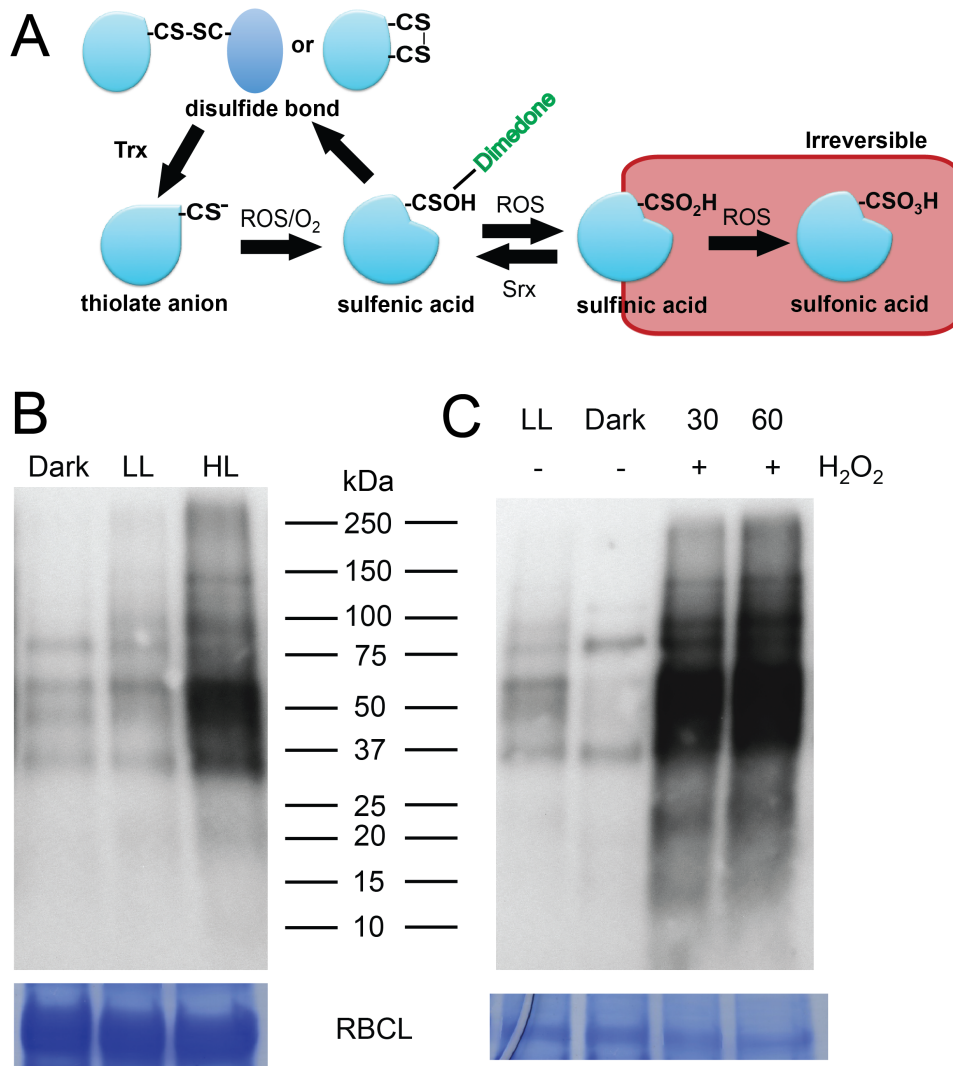 A
-CS-SC-
or
-CS
-CS
disulfide bond
Trx
Dimedone
Irreversible
-CS⁻
ROS/O₂
-CSOH
ROS
Srx
-CSO₂H
ROS
-CSO₃H
thiolate anion
sulfenic acid
sulfinic acid
sulfonic acid
B
Dark LL HL
kDa
250
150
100
75
50
37
25
20
15
10
C
LL Dark 30 60
- - + + H₂O₂
RBCL